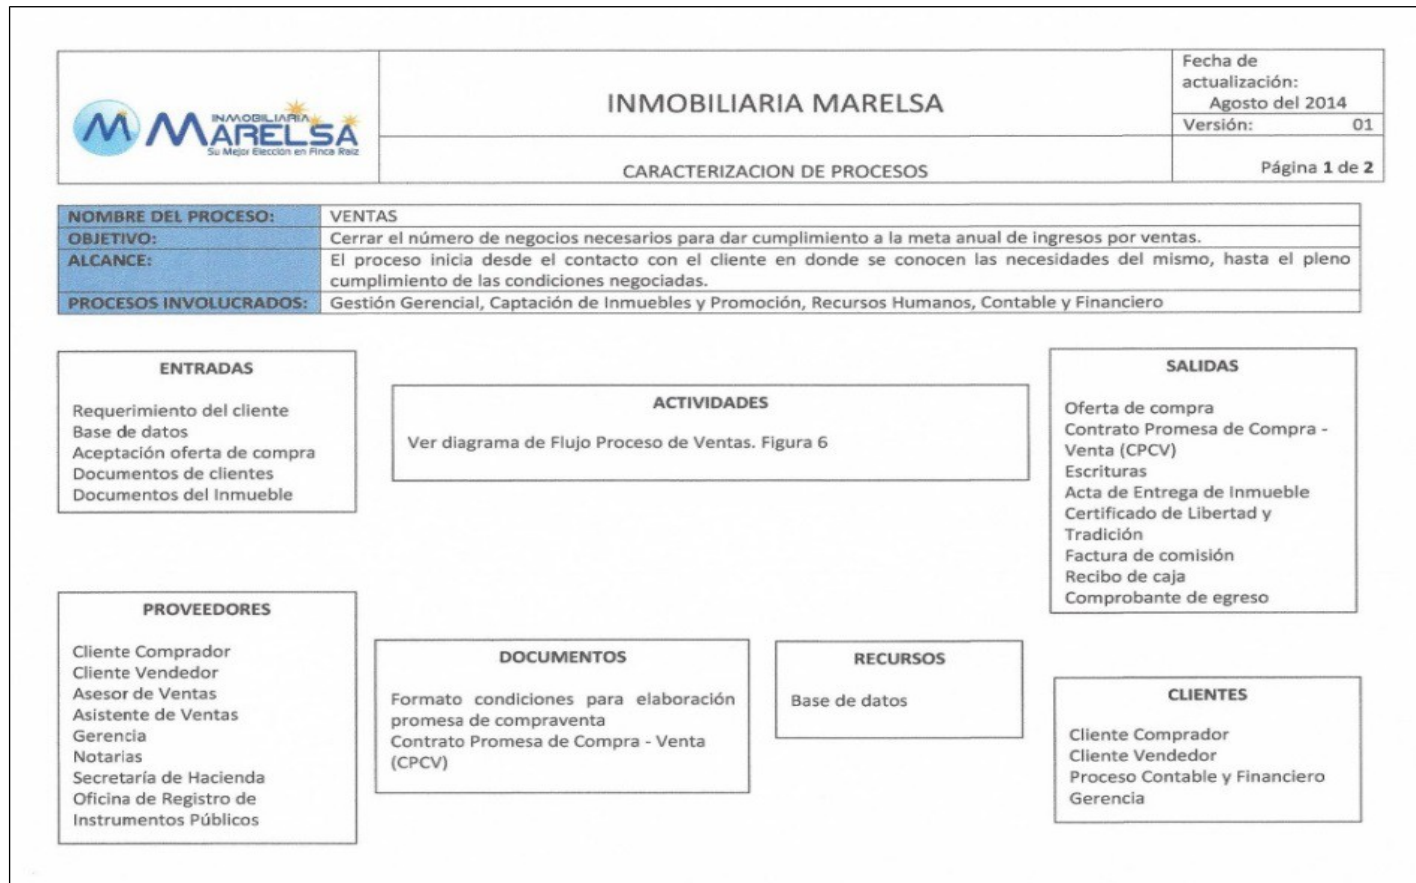 INMOBILIARIA
MARELSA
Su Mejor Elección en Finca Raíz
INMOBILIARIA MARELSA
CARACTERIZACION DE PROCESOS
Fecha de
actualización:
Agosto del 2014
Versión: 01
Página 1 de 2
NOMBRE DEL PROCESO: VENTAS
OBJETIVO: Cerrar el número de negocios necesarios para dar cumplimiento a la meta anual de ingresos por ventas.
ALCANCE: El proceso inicia desde el contacto con el cliente en donde se conocen las necesidades del mismo, hasta el pleno
cumplimiento de las condiciones negociadas.
PROCESOS INVOLUCRADOS: Gestión Gerencial, Captación de Inmuebles y Promoción, Recursos Humanos, Contable y Financiero
ENTRADAS
Requerimiento del cliente
Base de datos
Aceptación oferta de compra
Documentos de clientes
Documentos del Inmueble
ACTIVIDADES
Ver diagrama de Flujo Proceso de Ventas. Figura 6
SALIDAS
Oferta de compra
Contrato Promesa de Compra -
Venta (CPCV)
Escrituras
Acta de Entrega de Inmueble
Certificado de Libertad y
Tradición
Factura de comisión
Recibo de caja
Comprobante de egreso
PROVEEDORES
Cliente Comprador
Cliente Vendedor
Asesor de Ventas
Asistente de Ventas
Gerencia
Notarias
Secretaría de Hacienda
Oficina de Registro de
Instrumentos Públicos
DOCUMENTOS
Formato condiciones para elaboración
promesa de compraventa
Contrato Promesa de Compra - Venta
(CPCV)
RECURSOS
Base de datos
CLIENTES
Cliente Comprador
Cliente Vendedor
Proceso Contable y Financiero
Gerencia